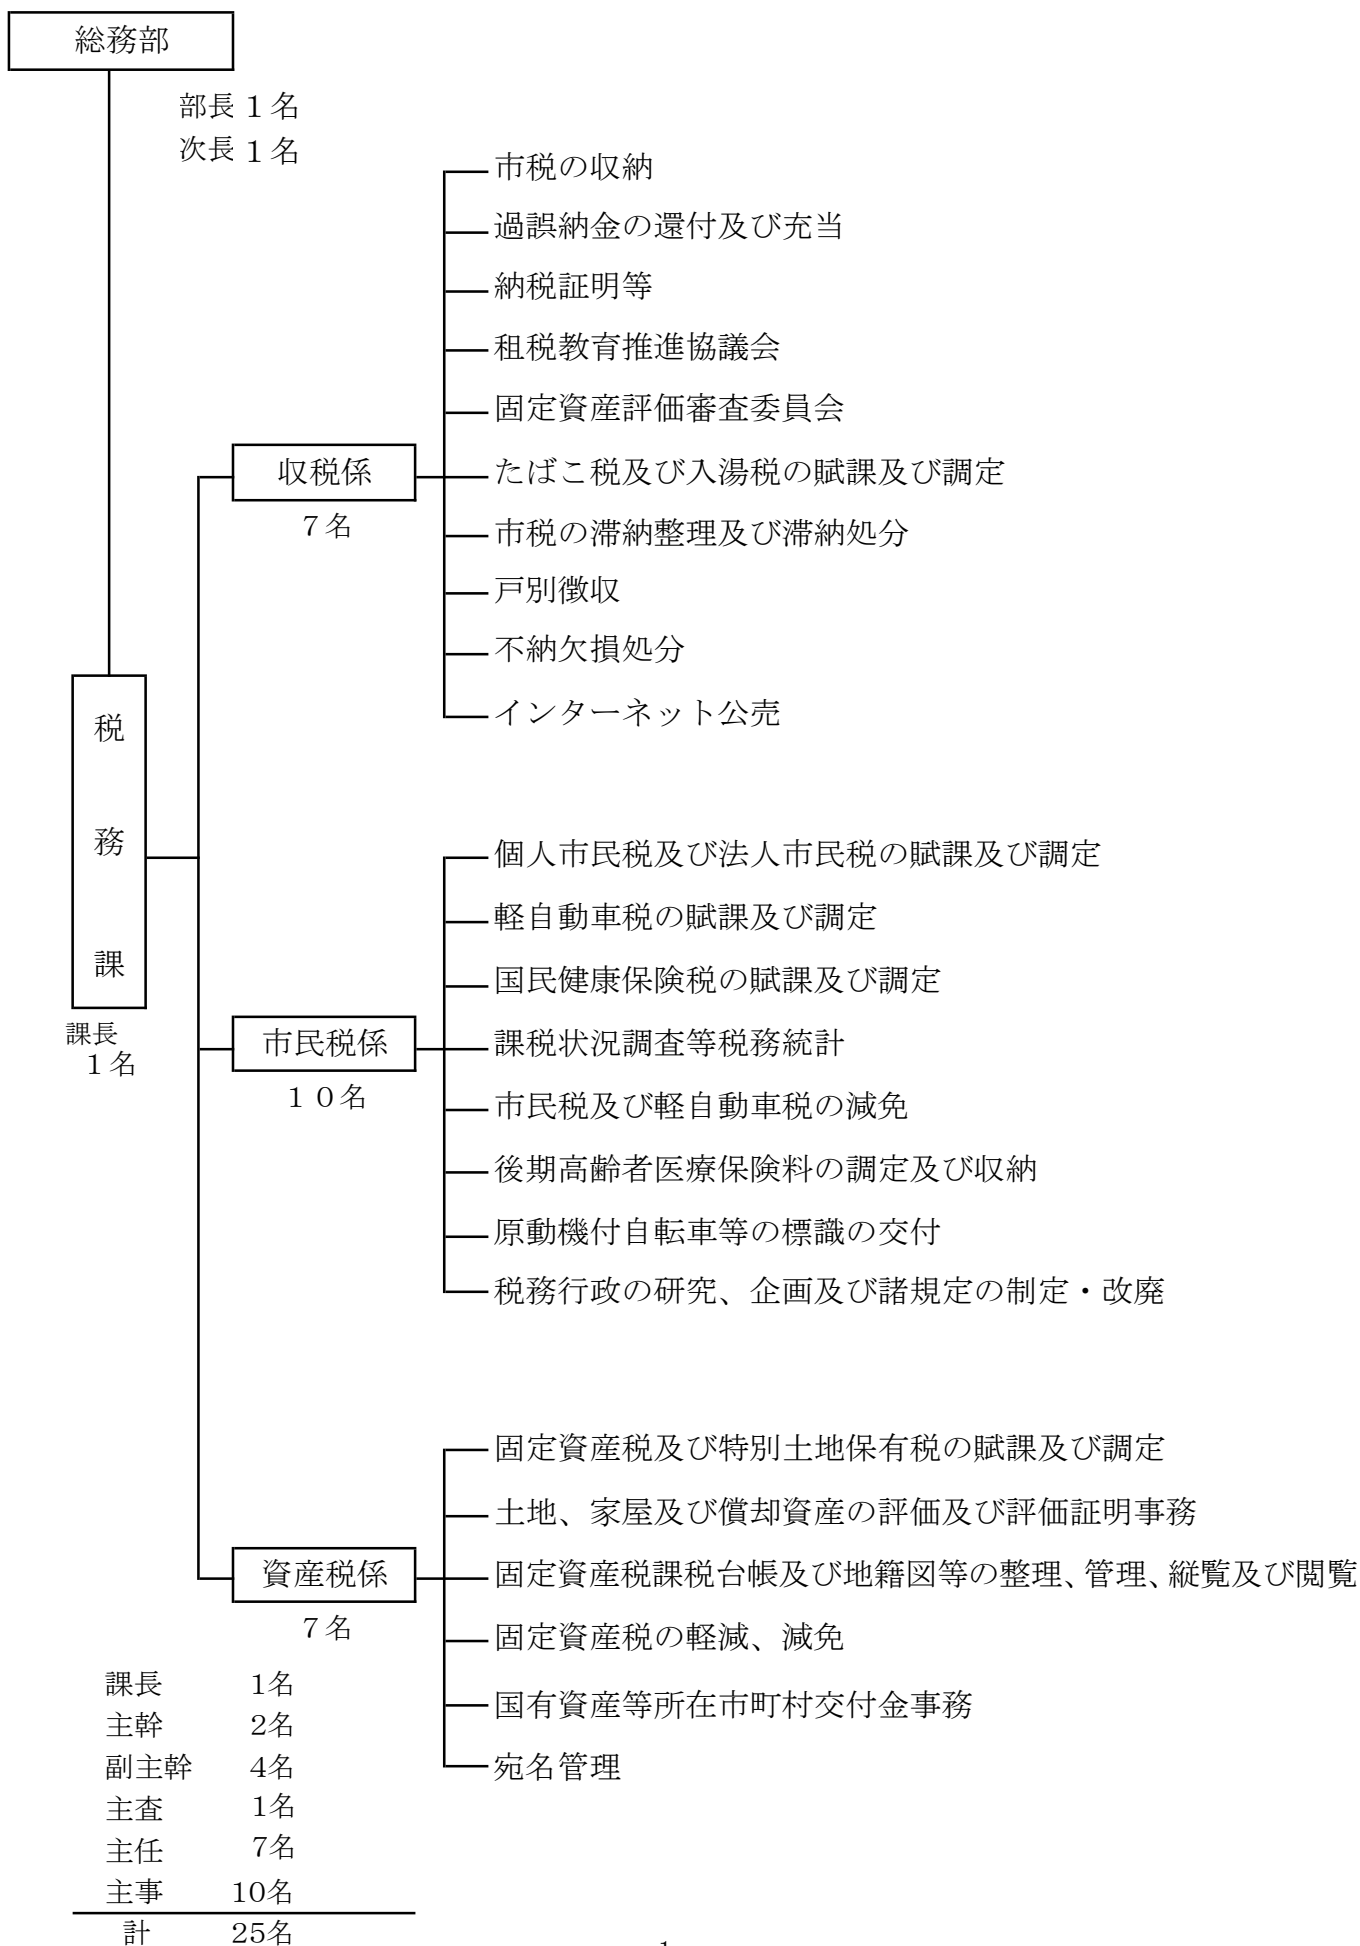 総務部
部長 1 名
次長 1 名
市税の収納
過誤納金の還付及び充当
納税証明等
租税教育推進協議会
固定資産評価審査委員会
収税係
7 名
たばこ税及び入湯税の賦課及び調定
市税の滞納整理及び滞納処分
戸別徴収
不納欠損処分
インターネット公売
税務課
課長
1 名
個人市民税及び法人市民税の賦課及び調定
軽自動車税の賦課及び調定
国民健康保険税の賦課及び調定
市民税係
10名
課税状況調査等税務統計
市民税及び軽自動車税の減免
後期高齢者医療保険料の調定及び収納
原動機付自転車等の標識の交付
税務行政の研究、企画及び諸規定の制定・改廃
固定資産税及び特別土地保有税の賦課及び調定
土地、家屋及び償却資産の評価及び評価証明事務
資産税係
7 名
固定資産税課税台帳及び地籍図等の整理、管理、縦覧及び閲覧
固定資産税の軽減、減免
国有資産等所在市町村交付金事務
宛名管理
課長 1名
主幹 2名
副主幹 4名
主査 1名
主任 7名
主事 10名
計 25名
1